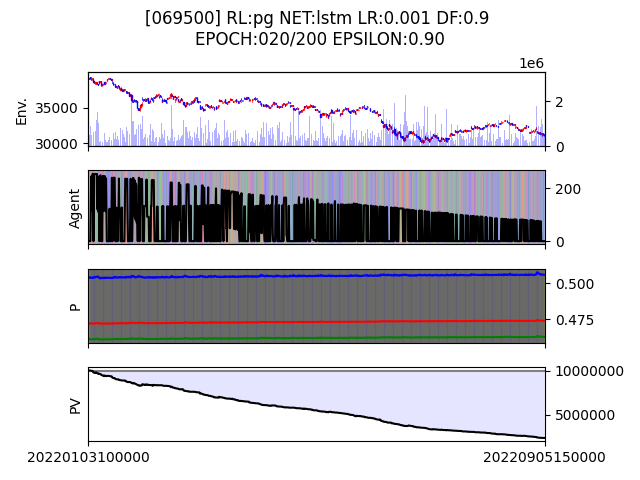 [069500] RL:pg NET:lstm LR:0.001 DF:0.9
EPOCH:020/200 EPSILON:0.90
1e6
Env.
35000
30000
2
0
Agent
200
0
P
0.500
0.475
PV
10000000
5000000
20220103100000
20220905150000